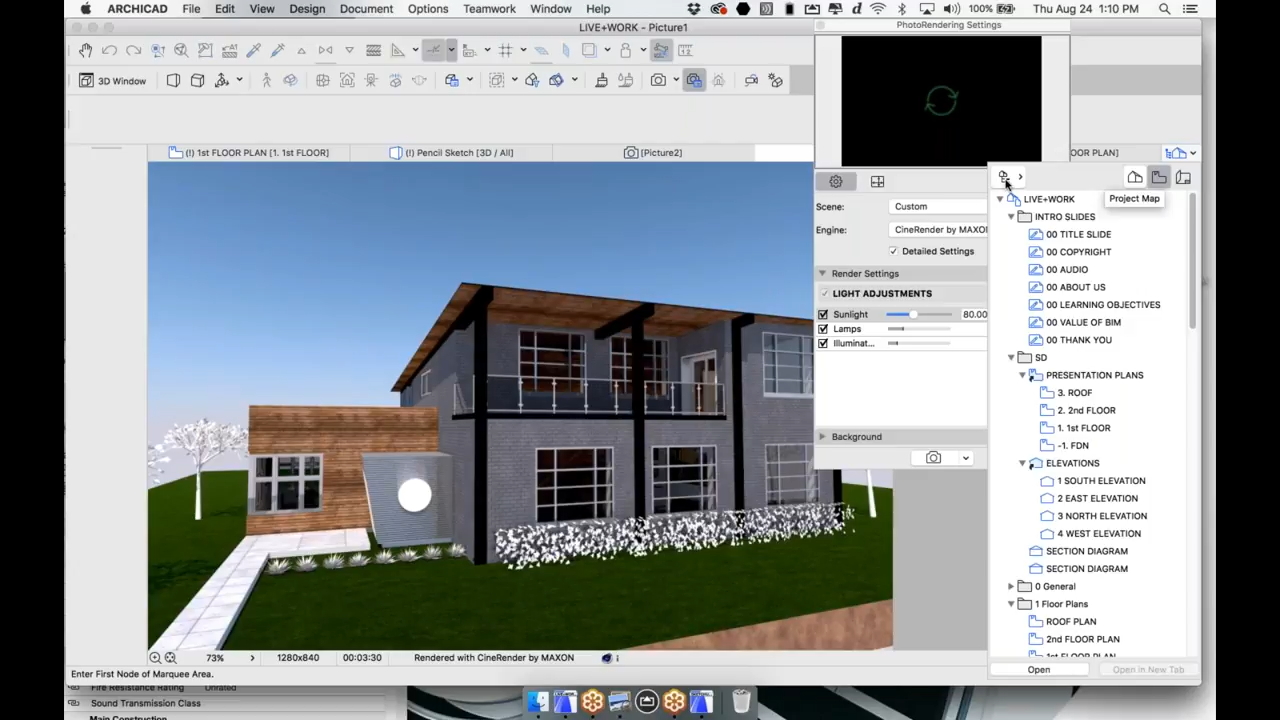 ARCHICAD File Edit View Design Document Options Teamwork Window Help 100% Thu Aug 24 1:10 PM
LIVE+WORK - Picture1
PhotoRendering Settings
3D Window
(!) 1st FLOOR PLAN [1. 1st FLOOR]
(!) Pencil Sketch [3D / All]
[Picture2]
OOR PLAN]
Project Map
Scene: Custom
Engine: CineRender by MAXON
Detailed Settings
Render Settings
LIGHT ADJUSTMENTS
Sunlight 80.00
Lamps
Illuminat...
Background
LIVE+WORK
INTRO SLIDES
00 TITLE SLIDE
00 COPYRIGHT
00 AUDIO
00 ABOUT US
00 LEARNING OBJECTIVES
00 VALUE OF BIM
00 THANK YOU
SD
PRESENTATION PLANS
3. ROOF
2. 2nd FLOOR
1. 1st FLOOR
-1. FDN
ELEVATIONS
1 SOUTH ELEVATION
2 EAST ELEVATION
3 NORTH ELEVATION
4 WEST ELEVATION
SECTION DIAGRAM
SECTION DIAGRAM
0 General
1 Floor Plans
ROOF PLAN
2nd FLOOR PLAN
1st FLOOR PLAN
Open
Open in New Tab
73% 1280x840 00:03:30 Rendered with CineRender by MAXON
Enter First Node of Marquee Area.
Fire Resistance Rating Unrated
Sound Transmission Class
Main Construction